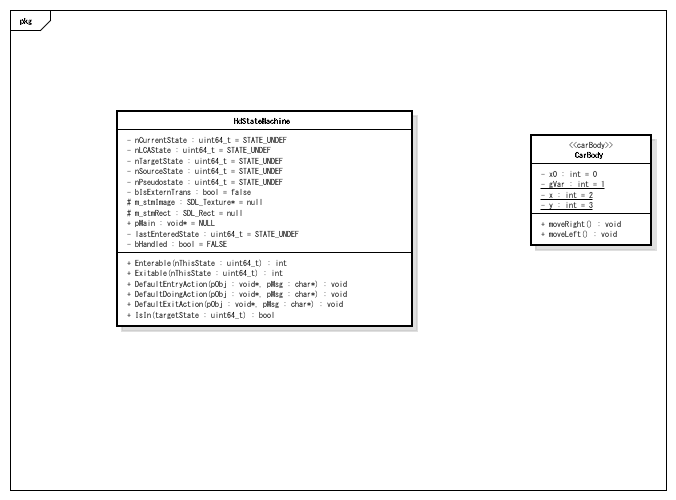 pkg
HdStateMachine
- nCurrentState : uint64_t = STATE_UNDEF
- nLCAState : uint64_t = STATE_UNDEF
- nTargetState : uint64_t = STATE_UNDEF
- nSourceState : uint64_t = STATE_UNDEF
- nPseudostate : uint64_t = STATE_UNDEF
- bIsExternTrans : bool = false
# m_stmImage : SDL_Texture* = null
# m_stmRect : SDL_Rect = null
+ pMain : void* = NULL
- lastEnteredState : uint64_t = STATE_UNDEF
- bHandled : bool = FALSE
+ Enterable(nThisState : uint64_t) : int
+ Exitable(nThisState : uint64_t) : int
+ DefaultEntryAction(pObj : void*, pMsg : char*) : void
+ DefaultDoingAction(pObj : void*, pMsg : char*) : void
+ DefaultExitAction(pObj : void*, pMsg : char*) : void
+ IsIn(targetState : uint64_t) : bool
<<carBody>>
CarBody
- x0 : int = 0
- gVar : int = 1
- x : int = 2
- y : int = 3
+ moveRight() : void
+ moveLeft() : void